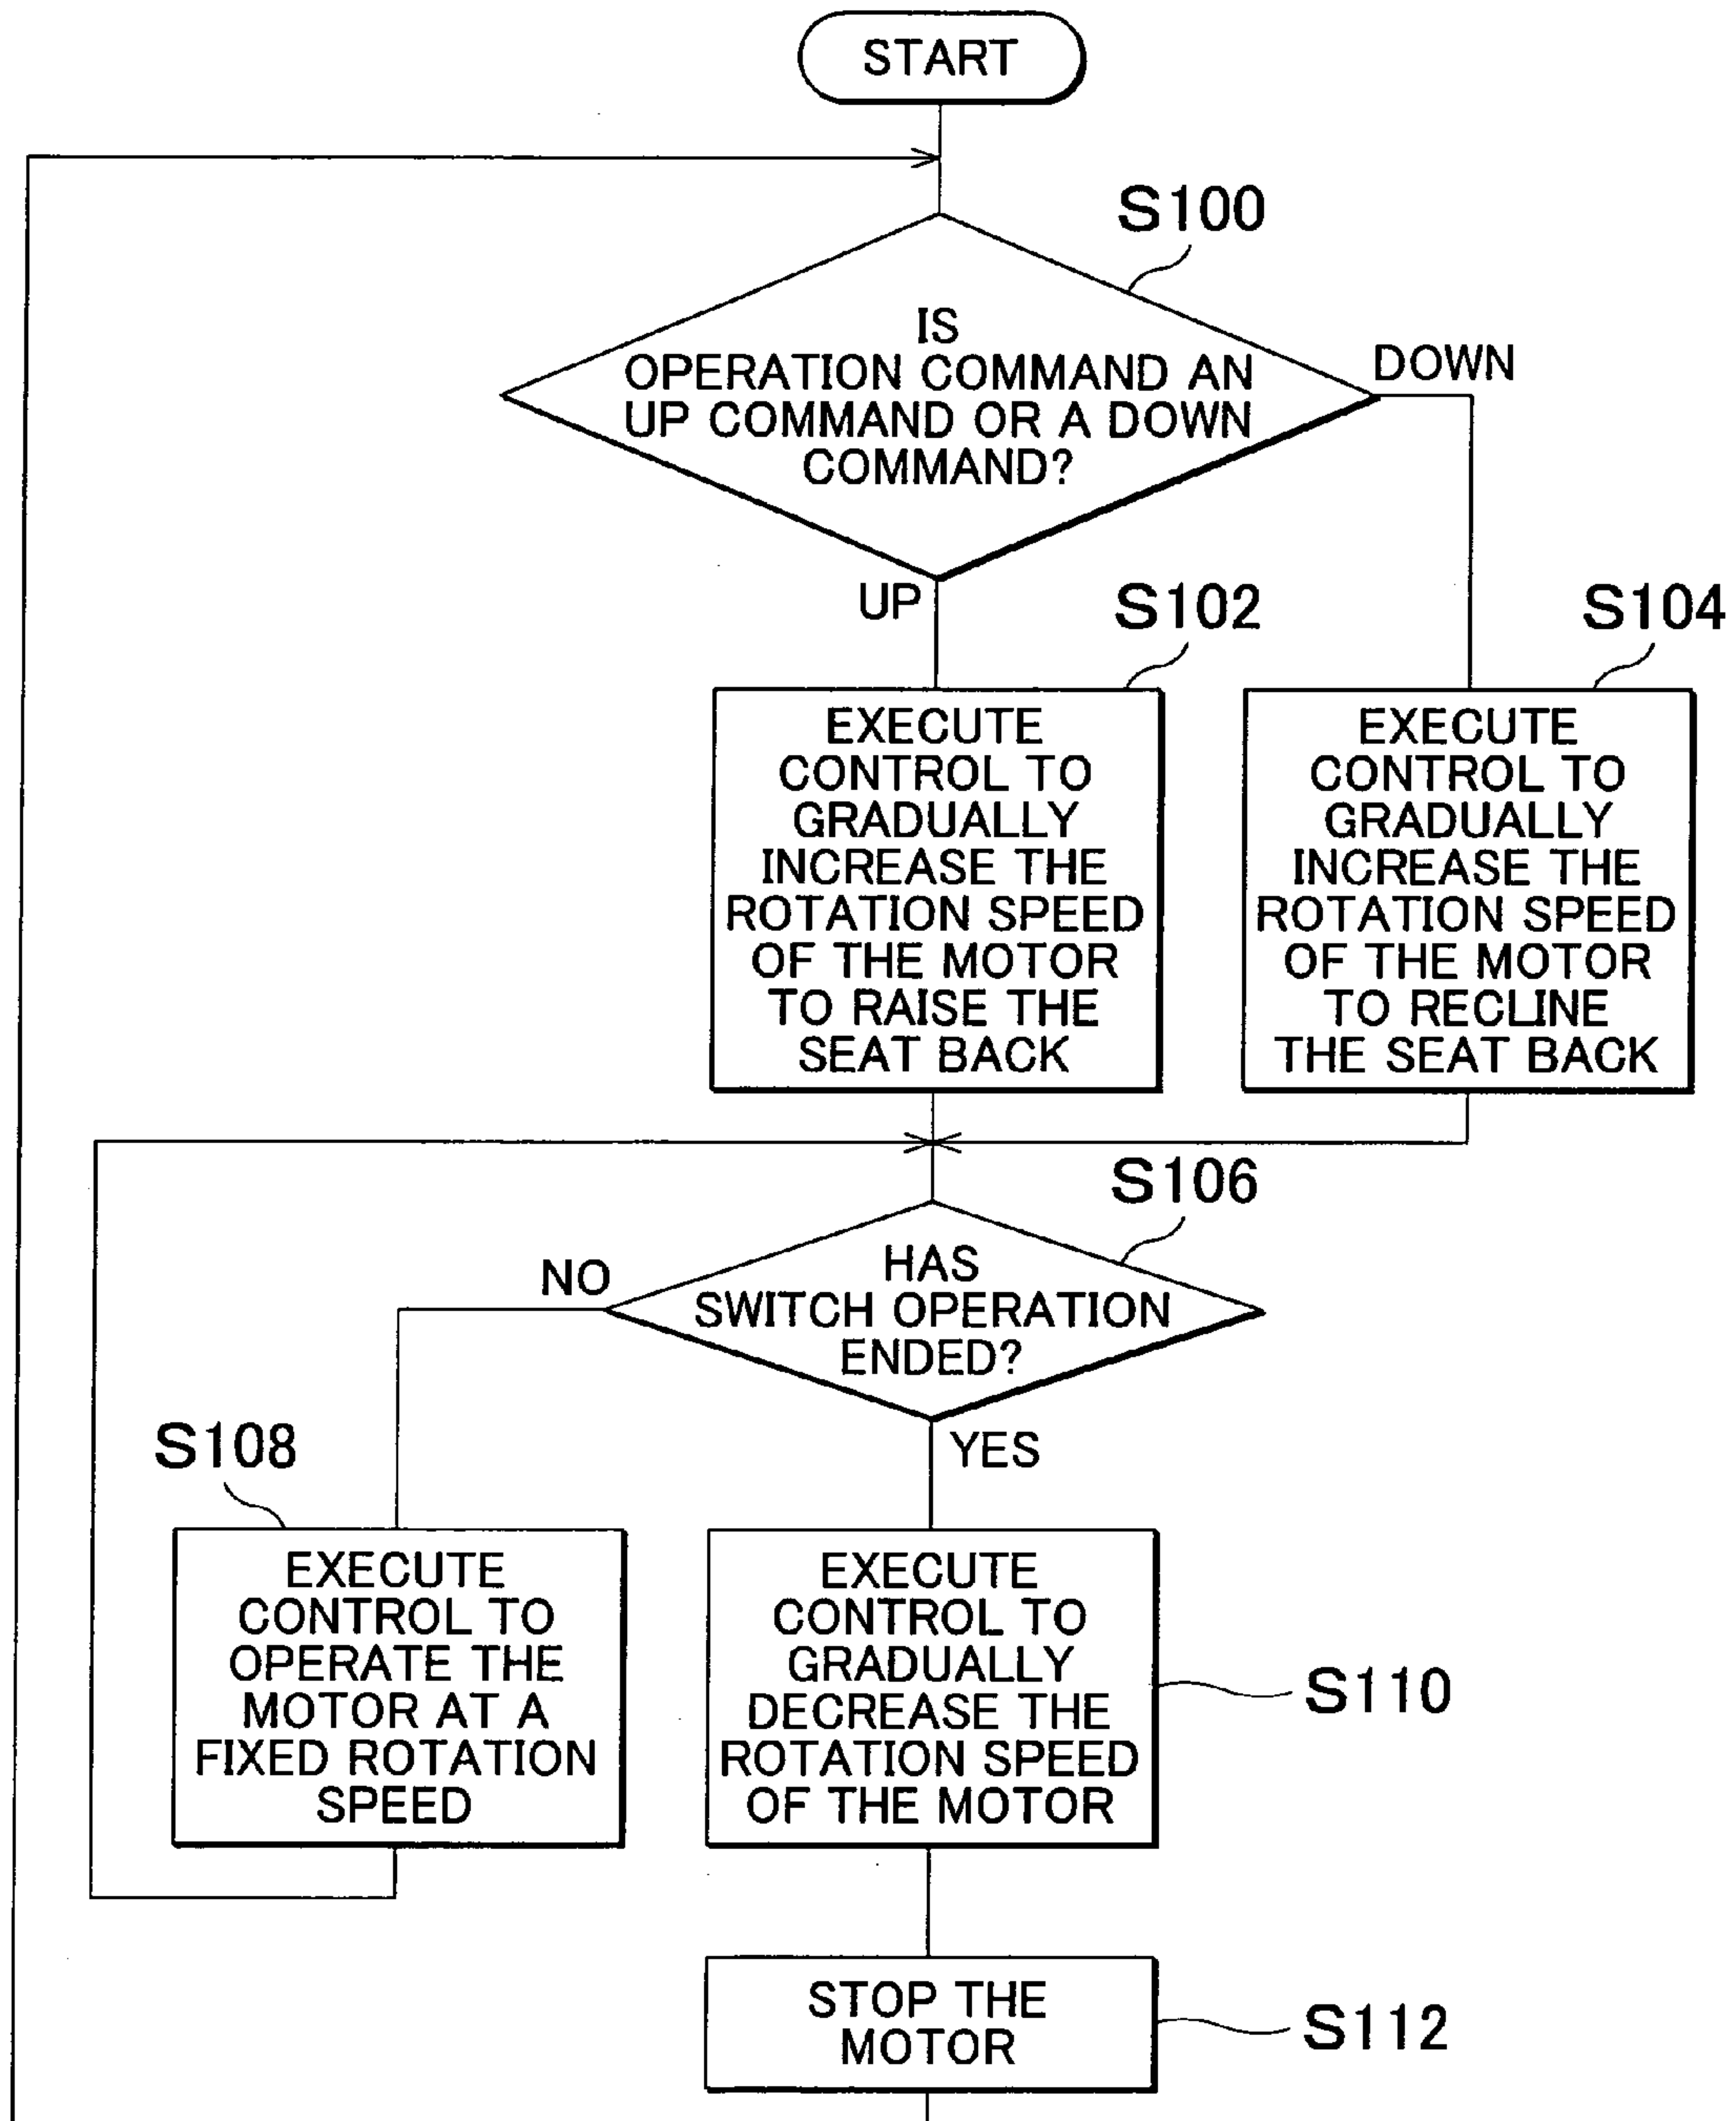 START
S100
IS
OPERATION COMMAND AN
UP COMMAND OR A DOWN
COMMAND?
DOWN
UP
S102
S104
EXECUTE
CONTROL TO
GRADUALLY
INCREASE THE
ROTATION SPEED
OF THE MOTOR
TO RAISE THE
SEAT BACK
EXECUTE
CONTROL TO
GRADUALLY
INCREASE THE
ROTATION SPEED
OF THE MOTOR
TO RECLINE
THE SEAT BACK
S106
HAS
SWITCH OPERATION
ENDED?
NO
YES
S108
EXECUTE
CONTROL TO
OPERATE THE
MOTOR AT A
FIXED ROTATION
SPEED
EXECUTE
CONTROL TO
GRADUALLY
DECREASE THE
ROTATION SPEED
OF THE MOTOR
S110
STOP THE
MOTOR
S112